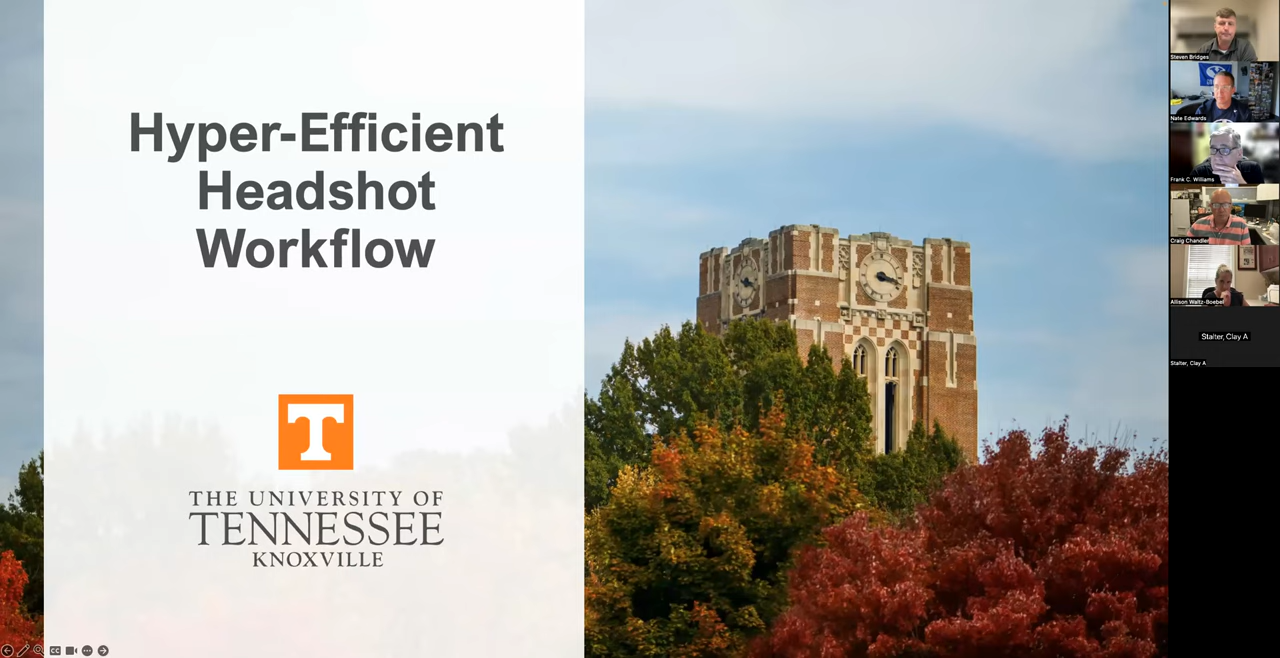 Hyper-Efficient
Headshot
Workflow
T
THE UNIVERSITY OF
TENNESSEE
KNOXVILLE
CC
Steven Bridges
Nate Edwards
Frank C. Williams
Craig Chandler
Allison Waltz-Boebel
Stalter, Clay A
Stalter, Clay A